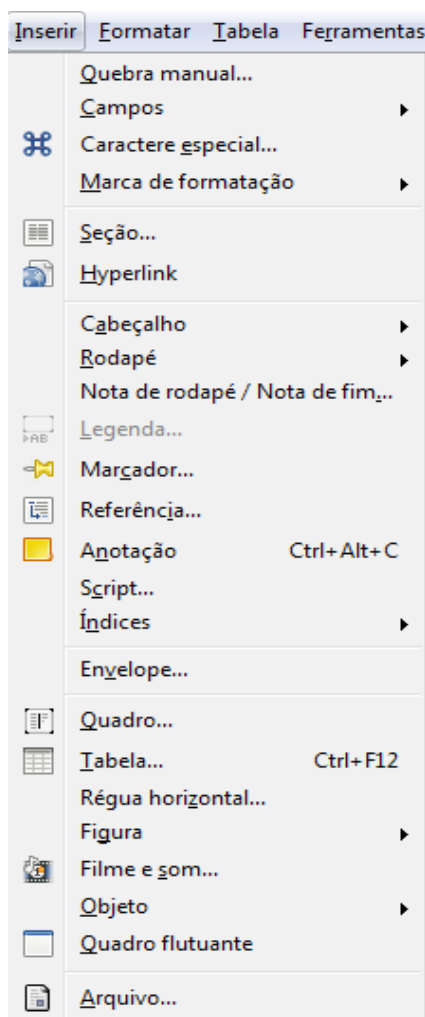 Inserir Formatar Tabela Ferramentas
Quebra manual...
Campos
Caractere especial...
Marca de formatação
Seção...
Hyperlink
Cabeçalho
Rodapé
Nota de rodapé / Nota de fim...
Legenda...
Marcador...
Referência...
Anotação Ctrl+Alt+C
Script...
Índices
Envelope...
Quadro...
Tabela... Ctrl+F12
Régua horizontal...
Figura
Filme e som...
Objeto
Quadro flutuante
Arquivo...